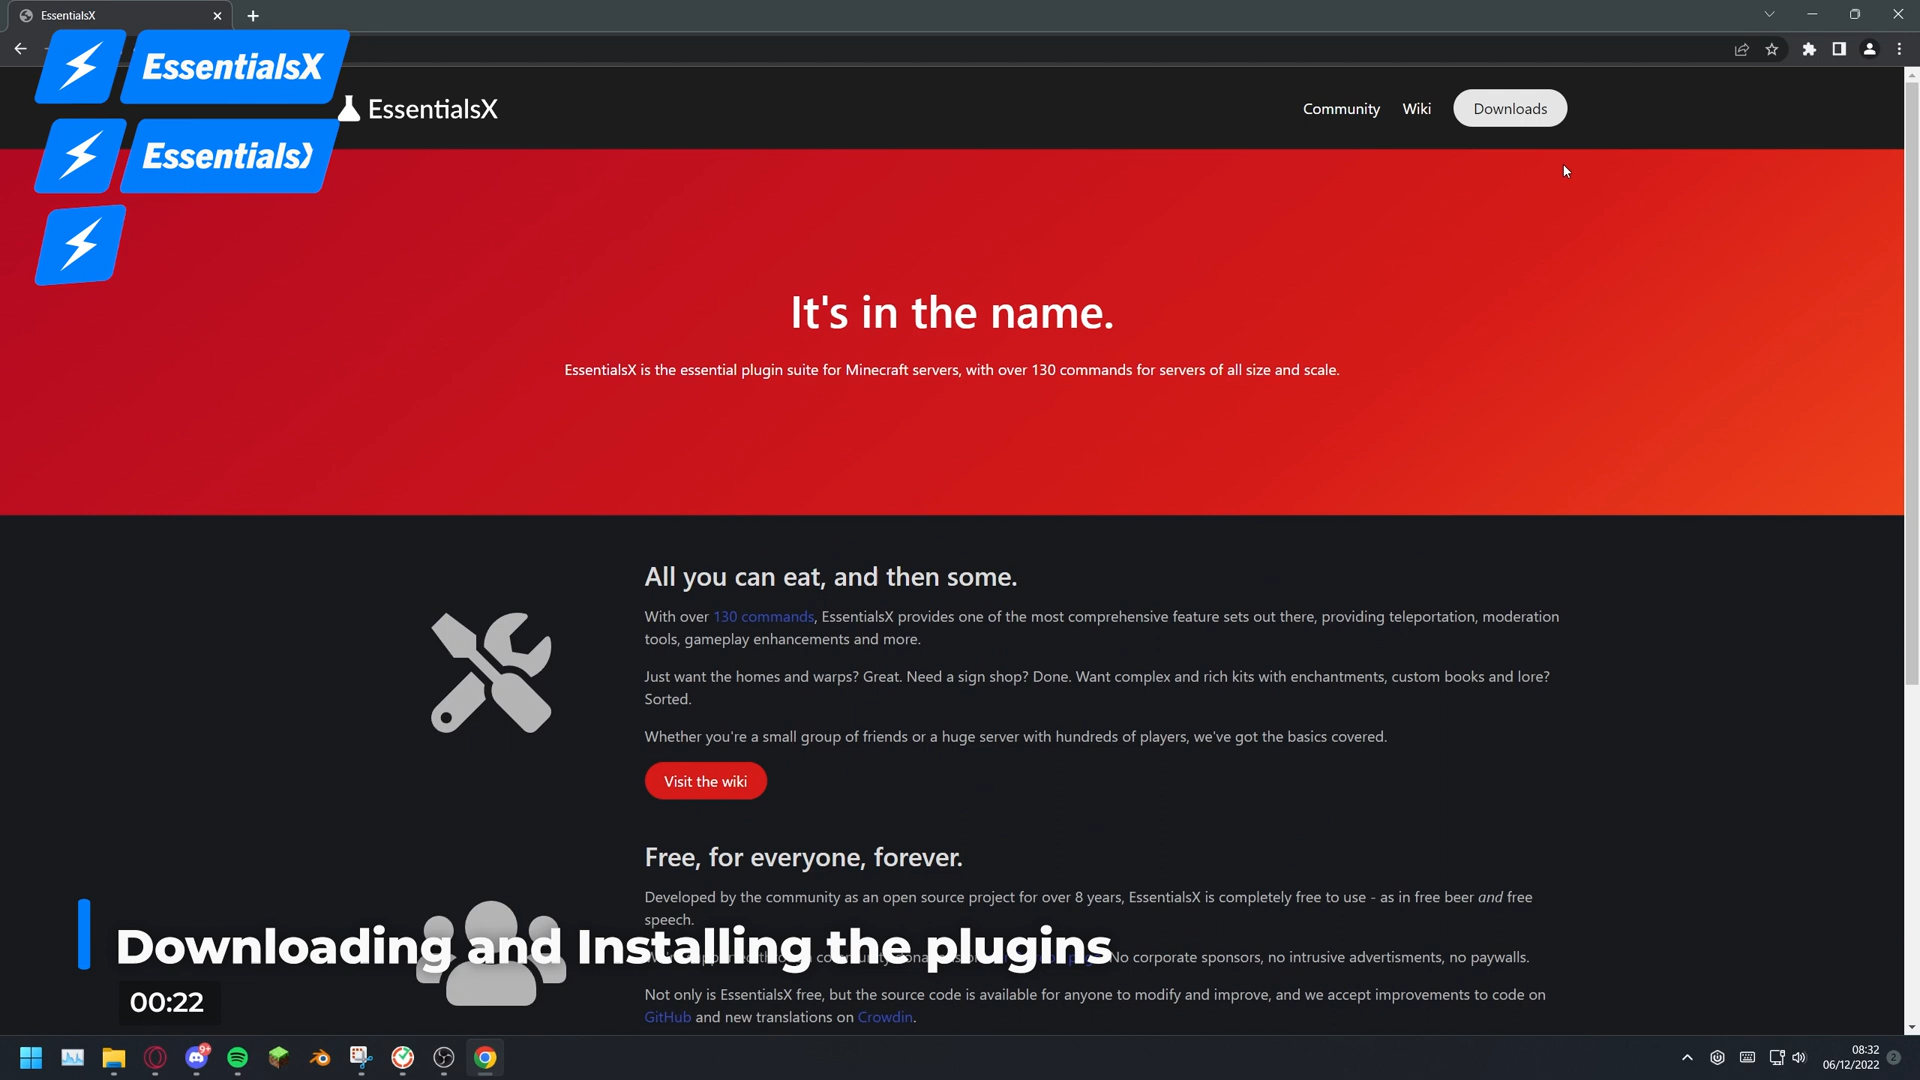 EssentialsX
EssentialsX
Essentials
EssentialsX
Community
Wiki
Downloads
It's in the name.
EssentialsX is the essential plugin suite for Minecraft servers, with over 130 commands for servers of all size and scale.
All you can eat, and then some.
With over 130 commands, EssentialsX provides one of the most comprehensive feature sets out there, providing teleportation, moderation
tools, gameplay enhancements and more.
Just want the homes and warps? Great. Need a sign shop? Done. Want complex and rich kits with enchantments, custom books and lore?
Sorted.
Whether you're a small group of friends or a huge server with hundreds of players, we've got the basics covered.
Visit the wiki
Free, for everyone, forever.
Developed by the community as an open source project for over 8 years, EssentialsX is completely free to use - as in free beer and free
speech.
Downloading and Installing the plugins
No corporate sponsors, no intrusive advertisments, no paywalls.
00:22
Not only is EssentialsX free, but the source code is available for anyone to modify and improve, and we accept improvements to code on
GitHub and new translations on Crowdin.
9+
08:32
06/12/2022
2